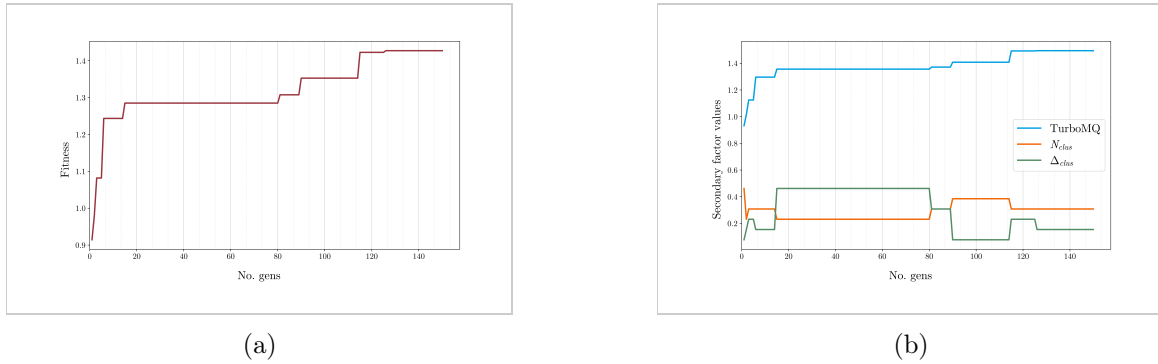 1.4
1.3
1.2
1.1
1.0
0.9
Fitness
0 20 40 60 80 100 120 140
No. gens
(a)
1.4
1.2
1.0
0.8
0.6
0.4
0.2
Secondary factor values
TurboMQ
N_clus
Δ_clus
0 20 40 60 80 100 120 140
No. gens
(b)